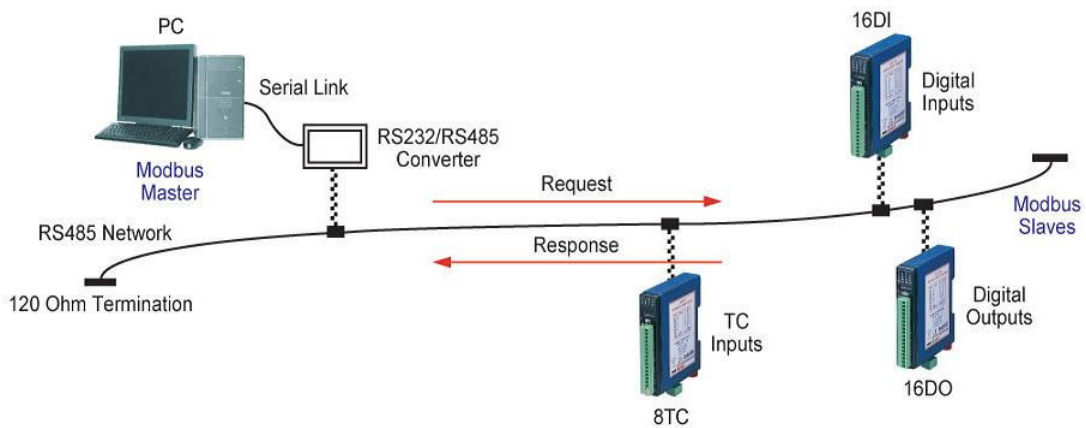 PC
Serial Link
RS232/RS485
Converter
Modbus
Master
16DI
Digital
Inputs
Request
Modbus
Slaves
RS485 Network
Response
120 Ohm Termination
TC
Inputs
8TC
Digital
Outputs
16DO